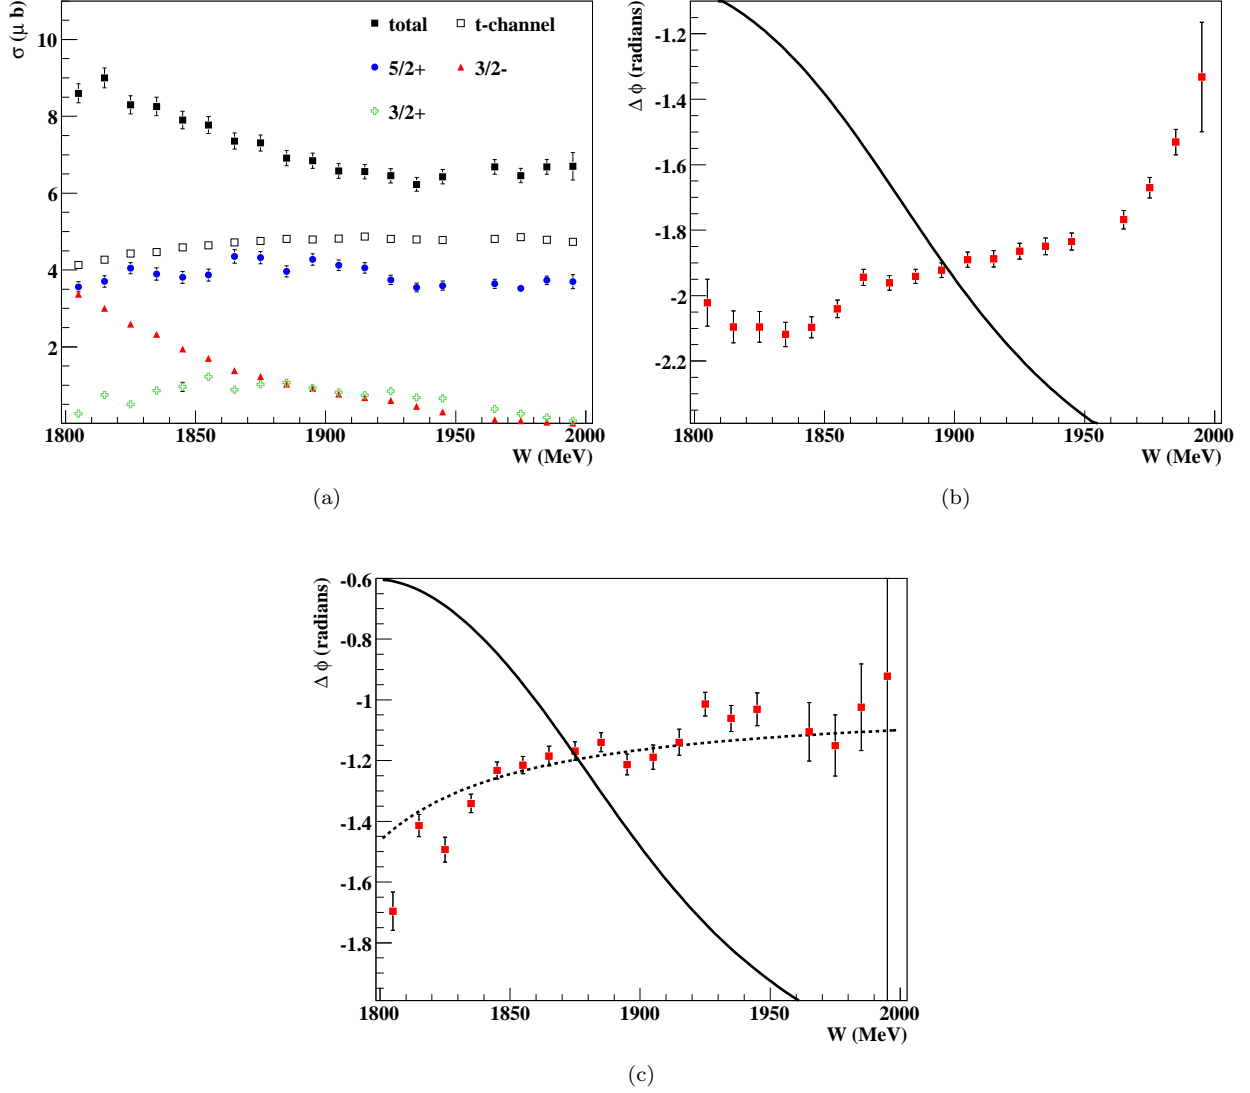 σ (μ b)
10
8
6
4
2
total
t-channel
5/2+
3/2-
3/2+
1800 1850 1900 1950 2000
W (MeV)
(a)
Δ ϕ (radians)
-1.2
-1.4
-1.6
-1.8
-2
-2.2
1800 1850 1900 1950 2000
W (MeV)
(b)
Δ ϕ (radians)
-0.6
-0.8
-1
-1.2
-1.4
-1.6
-1.8
1800 1850 1900 1950 2000
W (MeV)
(c)